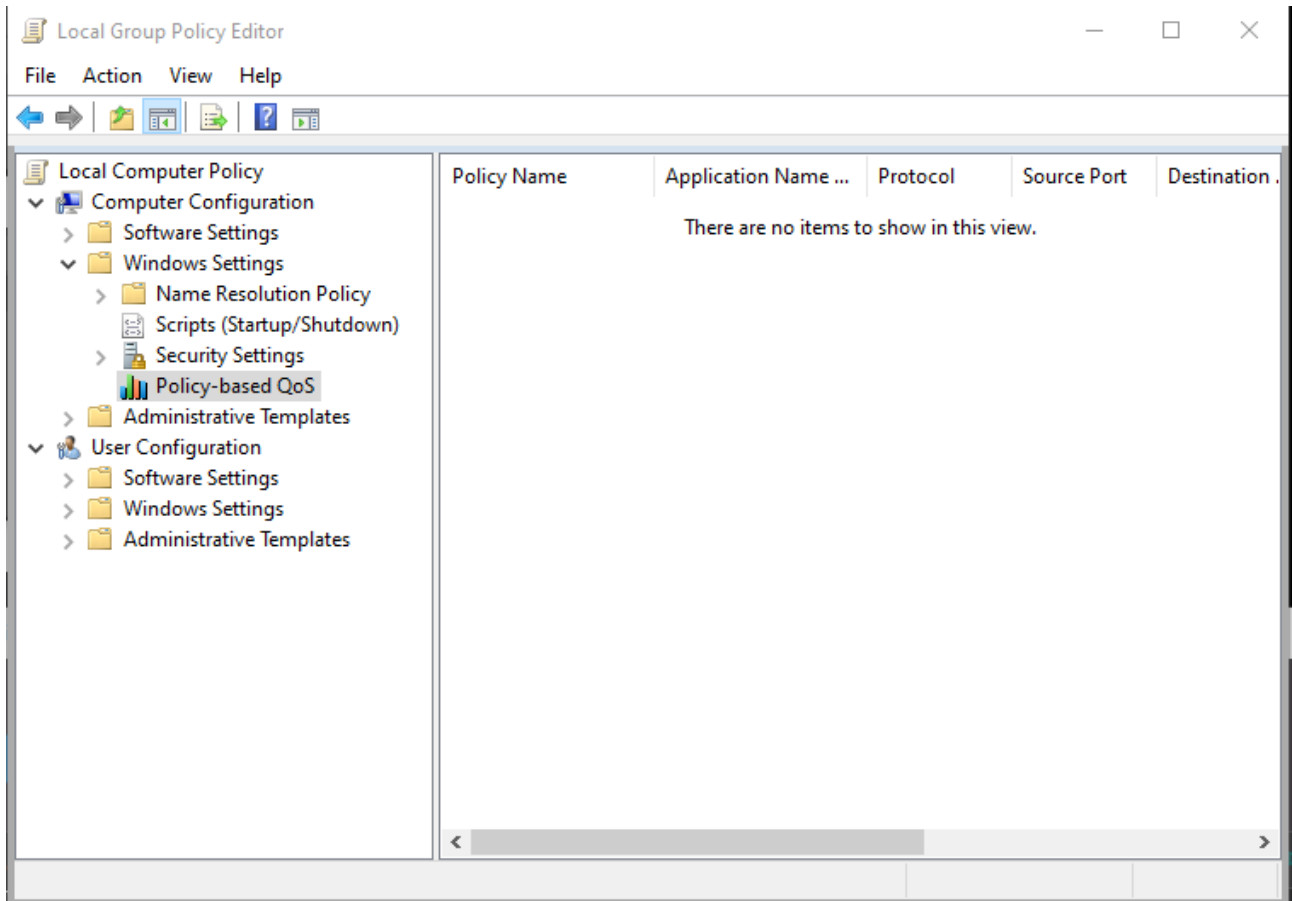 Local Group Policy Editor
File Action View Help
Local Computer Policy
Computer Configuration
Software Settings
Windows Settings
Name Resolution Policy
Scripts (Startup/Shutdown)
Security Settings
Policy-based QoS
Administrative Templates
User Configuration
Software Settings
Windows Settings
Administrative Templates
Policy Name Application Name ... Protocol Source Port Destination .
There are no items to show in this view.